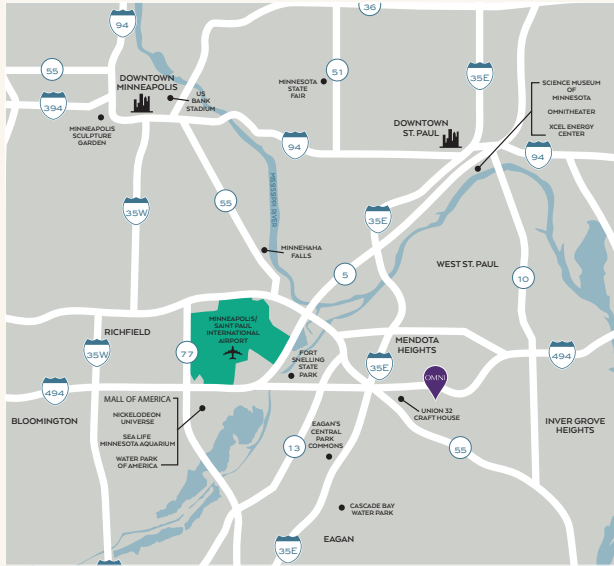 36
94
55
51
35E
DOWNTOWN
MINNEAPOLIS
MINNESOTA
STATE
FAIR
SCIENCE MUSEUM
OF
MINNESOTA
OMNITHEATER
XCEL ENERGY
CENTER
394
US
BANK
STADIUM
MINNEAPOLIS
SCULPTURE
GARDEN
DOWNTOWN
ST. PAUL
94
94
MISSISSIPPI RIVER
35W
55
35E
MINNEHAHA
FALLS
5
WEST ST. PAUL
10
MINNEAPOLIS/
SAINT PAUL
INTERNATIONAL
AIRPORT
RICHFIELD
35W
77
FORT
SNELLING
STATE
PARK
MENDOTA
HEIGHTS
35E
494
OMNI
494
MALL OF AMERICA
NICKELODEON
UNIVERSE
SEA LIFE
MINNESOTA AQUARIUM
WATER PARK
OF AMERICA
BLOOMINGTON
UNION 32
CRAFT HOUSE
INVER GROVE
HEIGHTS
EAGAN'S
CENTRAL
PARK
COMMONS
13
55
CASCADE BAY
WATER PARK
EAGAN
35E